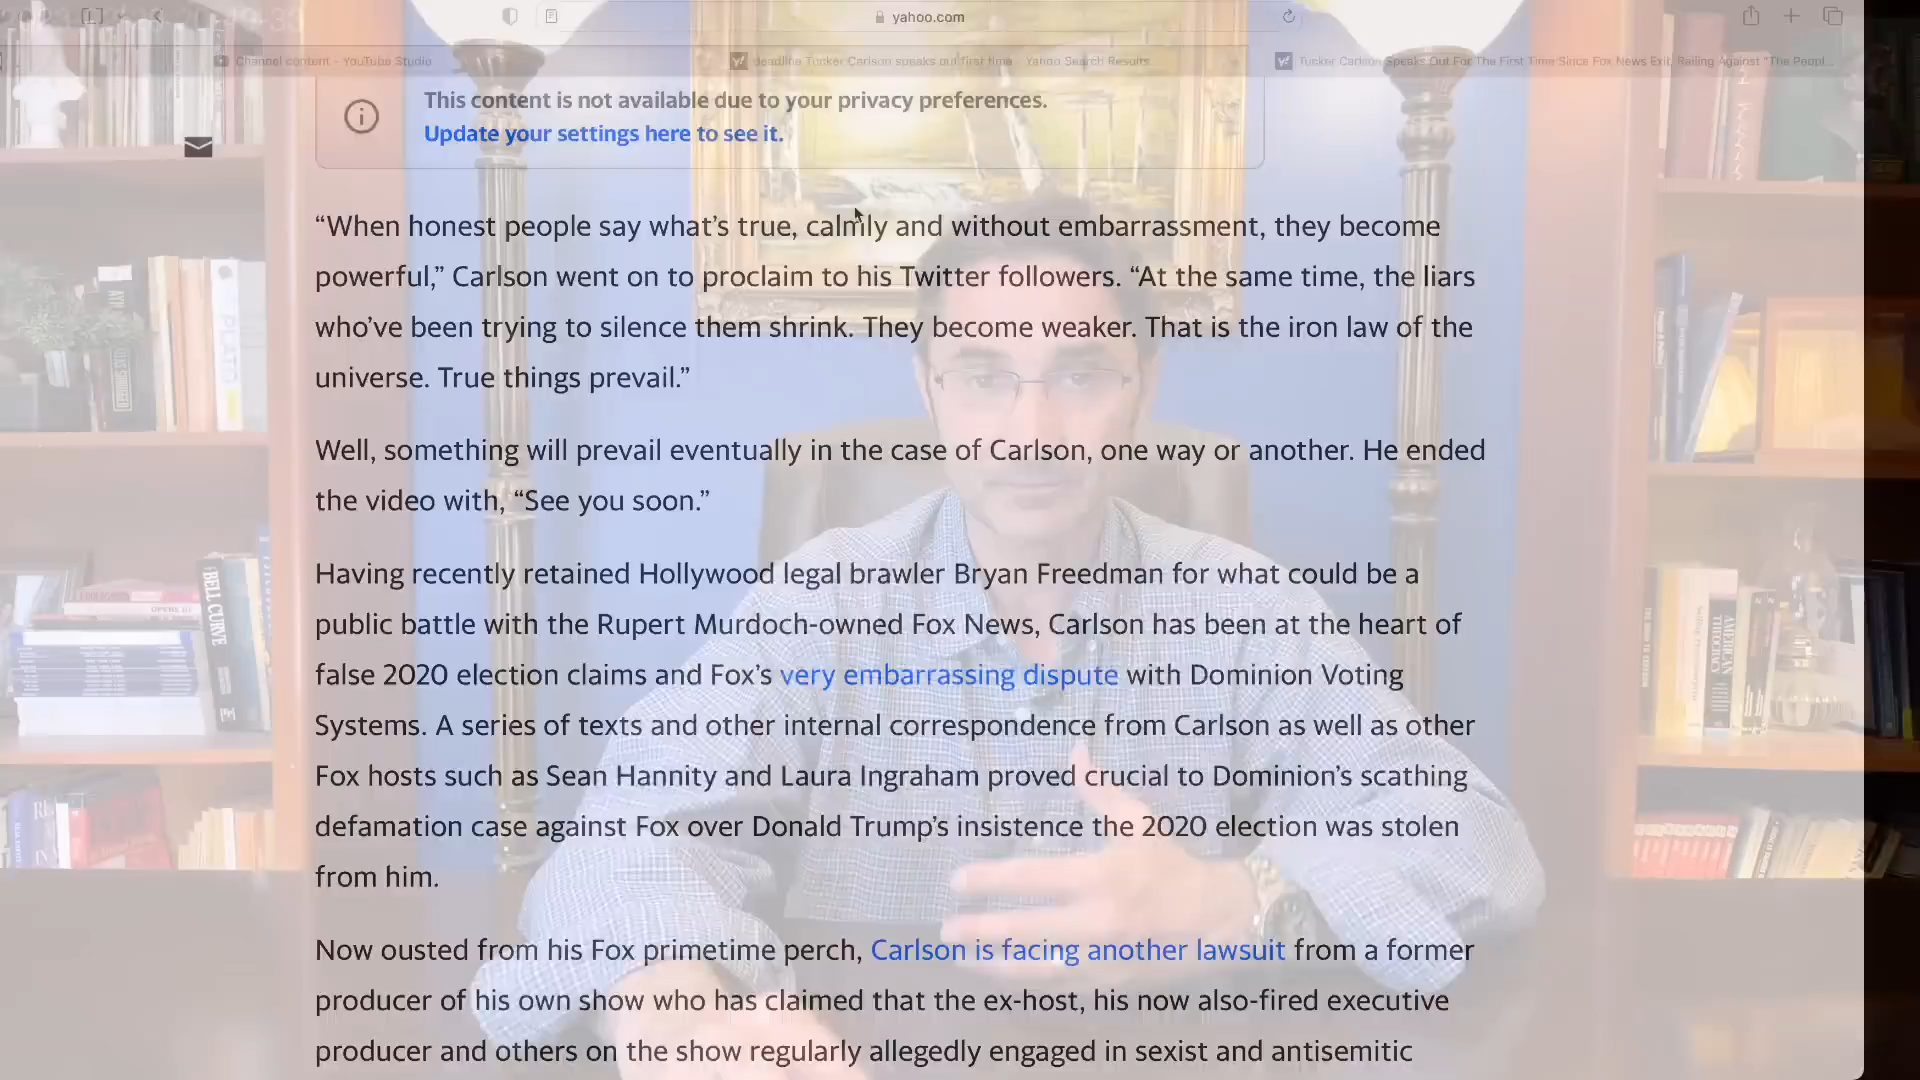 yahoo.com
Channel content - YouTube Studio
deadline Tucker Carlson speaks out first time - Yahoo Search Results
Tucker Carlson Speaks Out For The First Time Since Fox News Exit, Railing Against "The Peopl...
This content is not available due to your privacy preferences.
Update your settings here to see it.
“When honest people say what’s true, calmly and without embarrassment, they become
powerful,” Carlson went on to proclaim to his Twitter followers. “At the same time, the liars
who’ve been trying to silence them shrink. They become weaker. That is the iron law of the
universe. True things prevail.”
Well, something will prevail eventually in the case of Carlson, one way or another. He ended
the video with, “See you soon.”
Having recently retained Hollywood legal brawler Bryan Freedman for what could be a
public battle with the Rupert Murdoch-owned Fox News, Carlson has been at the heart of
false 2020 election claims and Fox’s very embarrassing dispute with Dominion Voting
Systems. A series of texts and other internal correspondence from Carlson as well as other
Fox hosts such as Sean Hannity and Laura Ingraham proved crucial to Dominion’s scathing
defamation case against Fox over Donald Trump’s insistence the 2020 election was stolen
from him.
Now ousted from his Fox primetime perch, Carlson is facing another lawsuit from a former
producer of his own show who has claimed that the ex-host, his now also-fired executive
producer and others on the show regularly allegedly engaged in sexist and antisemitic
PLATO
BELL CURVE